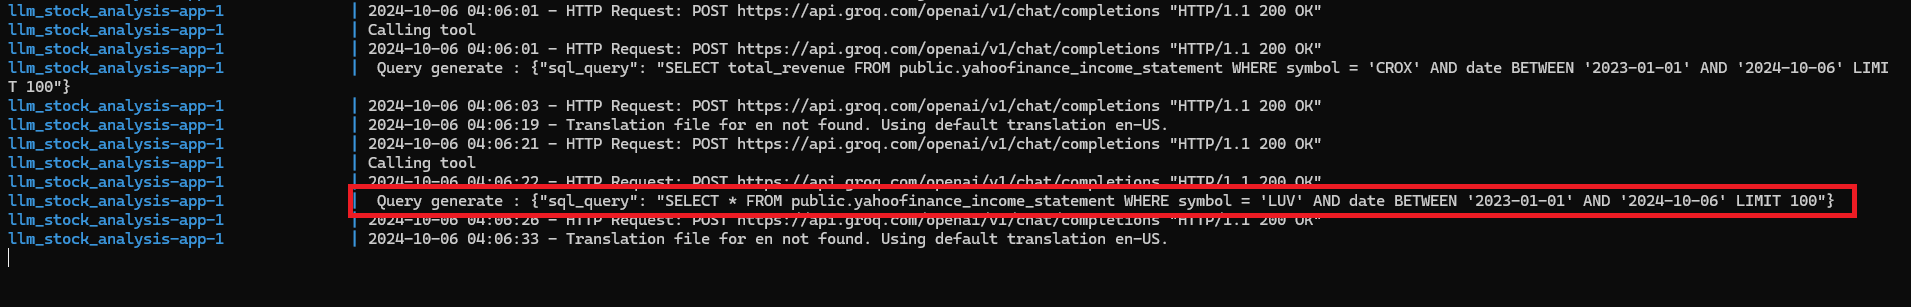 llm_stock_analysis-app-1 | 2024-10-06 04:06:01 - HTTP Request: POST https://api.groq.com/openai/v1/chat/completions "HTTP/1.1 200 OK"
llm_stock_analysis-app-1 | Calling tool
llm_stock_analysis-app-1 | 2024-10-06 04:06:01 - HTTP Request: POST https://api.groq.com/openai/v1/chat/completions "HTTP/1.1 200 OK"
llm_stock_analysis-app-1 |  Query generate : {"sql_query": "SELECT total_revenue FROM public.yahoofinance_income_statement WHERE symbol = 'CROX' AND date BETWEEN '2023-01-01' AND '2024-10-06' LIMI
T 100"}
llm_stock_analysis-app-1 | 2024-10-06 04:06:03 - HTTP Request: POST https://api.groq.com/openai/v1/chat/completions "HTTP/1.1 200 OK"
llm_stock_analysis-app-1 | 2024-10-06 04:06:19 - Translation file for en not found. Using default translation en-US.
llm_stock_analysis-app-1 | 2024-10-06 04:06:21 - HTTP Request: POST https://api.groq.com/openai/v1/chat/completions "HTTP/1.1 200 OK"
llm_stock_analysis-app-1 | Calling tool
llm_stock_analysis-app-1 | 2024-10-06 04:06:22 - HTTP Request: POST https://api.groq.com/openai/v1/chat/completions "HTTP/1.1 200 OK"
llm_stock_analysis-app-1 |  Query generate : {"sql_query": "SELECT * FROM public.yahoofinance_income_statement WHERE symbol = 'LUV' AND date BETWEEN '2023-01-01' AND '2024-10-06' LIMIT 100"}
llm_stock_analysis-app-1 | 2024-10-06 04:06:26 - HTTP Request: POST https://api.groq.com/openai/v1/chat/completions "HTTP/1.1 200 OK"
llm_stock_analysis-app-1 | 2024-10-06 04:06:33 - Translation file for en not found. Using default translation en-US.